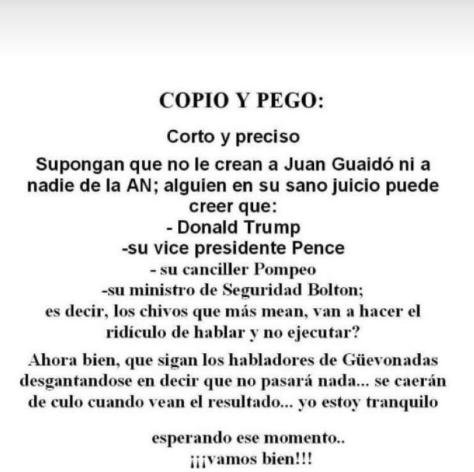 COPIO Y PEGO:
Corto y preciso
Supongan que no le crean a Juan Guaidó ni a
nadie de la AN; alguien en su sano juicio puede
creer que:
- Donald Trump
-su vice presidente Pence
- su canciller Pompeo
-su ministro de Seguridad Bolton;
es decir, los chivos que más mean, van a hacer el
ridículo de hablar y no ejecutar?
Ahora bien, que sigan los habladores de Güevonadas
desgantandose en decir que no pasará nada... se caerán
de culo cuando vean el resultado... yo estoy tranquilo
esperando ese momento..
¡¡¡vamos bien!!!